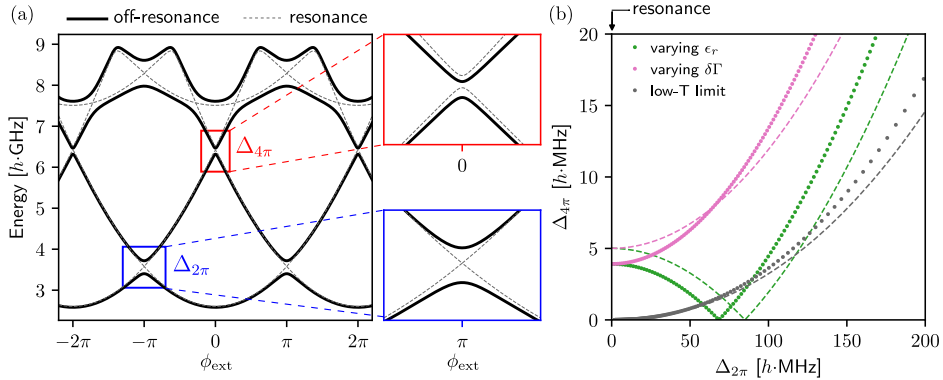 (a)
off-resonance
resonance
Energy [h·GHz]
9
8
7
6
5
4
3
Δ4π
Δ2π
−2π
−π
0
π
2π
ϕext
0
π
ϕext
(b)
resonance
varying ϵr
varying δΓ
low-T limit
Δ4π [h·MHz]
20
15
10
5
0
0
50
100
150
200
Δ2π [h·MHz]